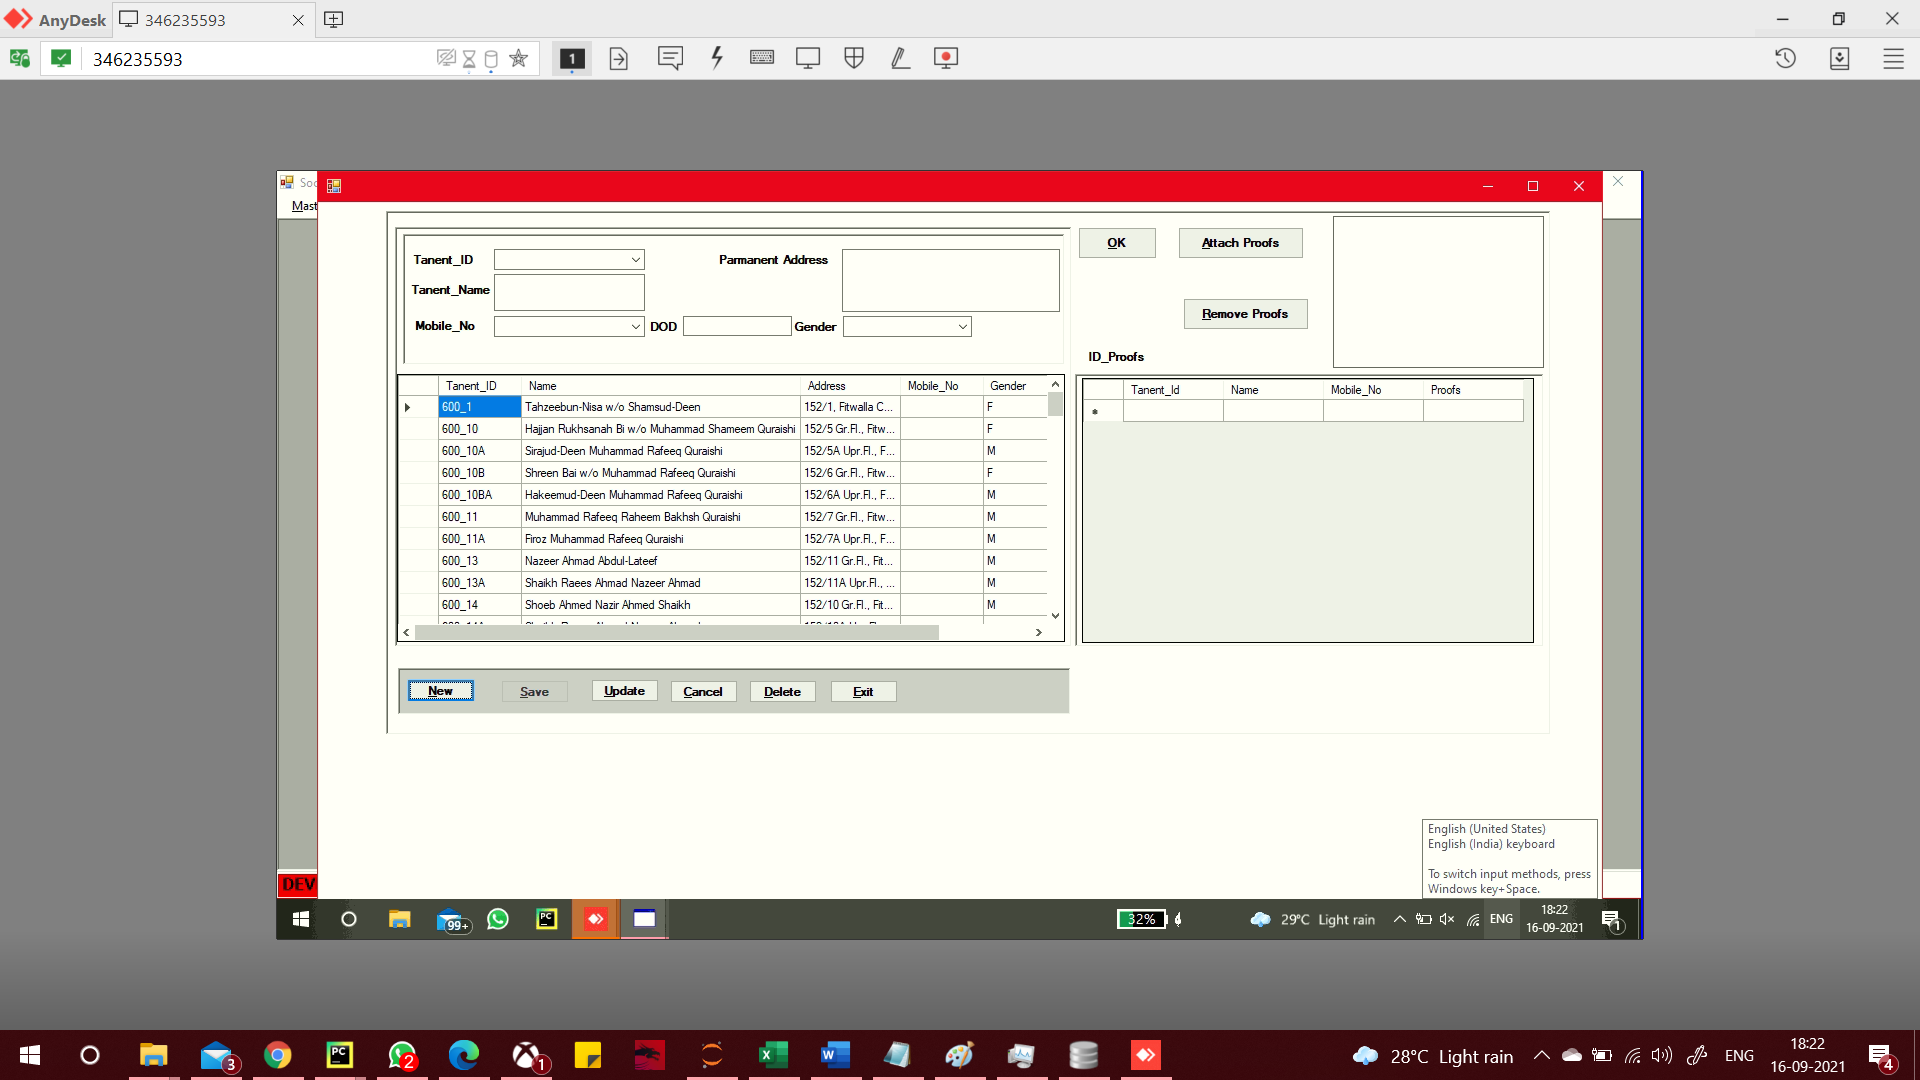 AnyDesk
346235593
346235593
1
Soc
Mast
Tanent_ID
Parmanent Address
Tanent_Name
Mobile_No
DOD
Gender
OK
Attach Proofs
Remove Proofs
ID_Proofs
Tanent_ID Name Address Mobile_No Gender
600_1 Tahzeebun-Nisa w/o Shamsud-Deen 152/1, Fitwalla C... F
600_10 Hajjan Rukhsanah Bi w/o Muhammad Shameem Quraishi 152/5 Gr.Fl., Fitw... F
600_10A Sirajud-Deen Muhammad Rafeeq Quraishi 152/5A Upr.Fl., F... M
600_10B Shreen Bai w/o Muhammad Rafeeq Quraishi 152/6 Gr.Fl., Fitw... F
600_10BA Hakeemud-Deen Muhammad Rafeeq Quraishi 152/6A Upr.Fl., F... M
600_11 Muhammad Rafeeq Raheem Bakhsh Quraishi 152/7 Gr.Fl., Fitw... M
600_11A Firoz Muhammad Rafeeq Quraishi 152/7A Upr.Fl., F... M
600_13 Nazeer Ahmad Abdul-Lateef 152/11 Gr.Fl., Fit... M
600_13A Shaikh Raees Ahmad Nazeer Ahmad 152/11A Upr.Fl., ... M
600_14 Shoeb Ahmed Nazir Ahmed Shaikh 152/10 Gr.Fl., Fit... M
Tanent_Id Name Mobile_No Proofs
New Save Update Cancel Delete Exit
English (United States)
English (India) keyboard
To switch input methods, press
Windows key+Space.
DEV
99+
PC
32%
29°C Light rain
ENG
18:22
16-09-2021
1
3
PC
2
1
28°C Light rain
ENG
18:22
16-09-2021
4